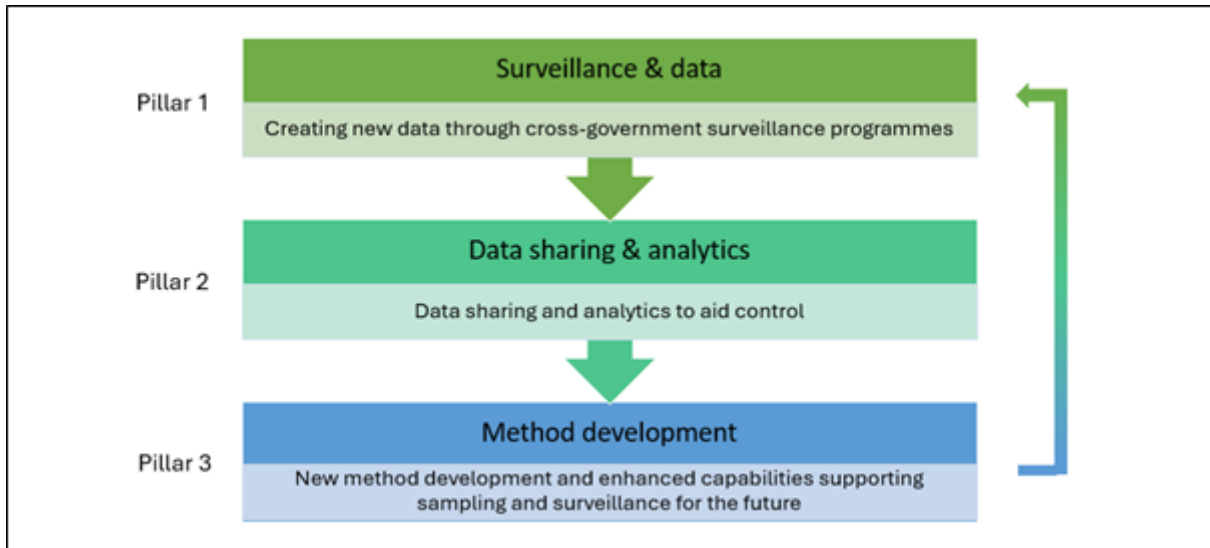 Surveillance & data
Pillar 1
Creating new data through cross-government surveillance programmes
Data sharing & analytics
Pillar 2
Data sharing and analytics to aid control
Method development
Pillar 3
New method development and enhanced capabilities supporting
sampling and surveillance for the future